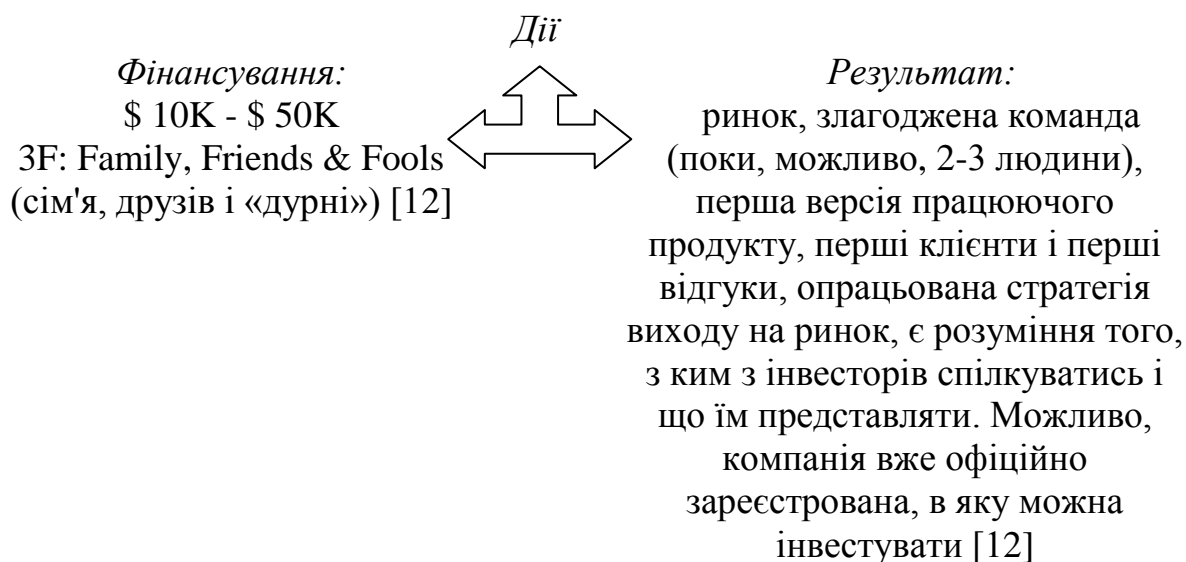 Дії
Фінансування:
$ 10K - $ 50K
3F: Family, Friends & Fools
(сім'я, друзів і «дурні») [12]
Результат:
ринок, злагоджена команда
(поки, можливо, 2-3 людини),
перша версія працюючого
продукту, перші клієнти і перші
відгуки, опрацьована стратегія
виходу на ринок, є розуміння того,
з ким з інвесторів спілкуватись і
що їм представляти. Можливо,
компанія вже офіційно
зареєстрована, в яку можна
інвестувати [12]